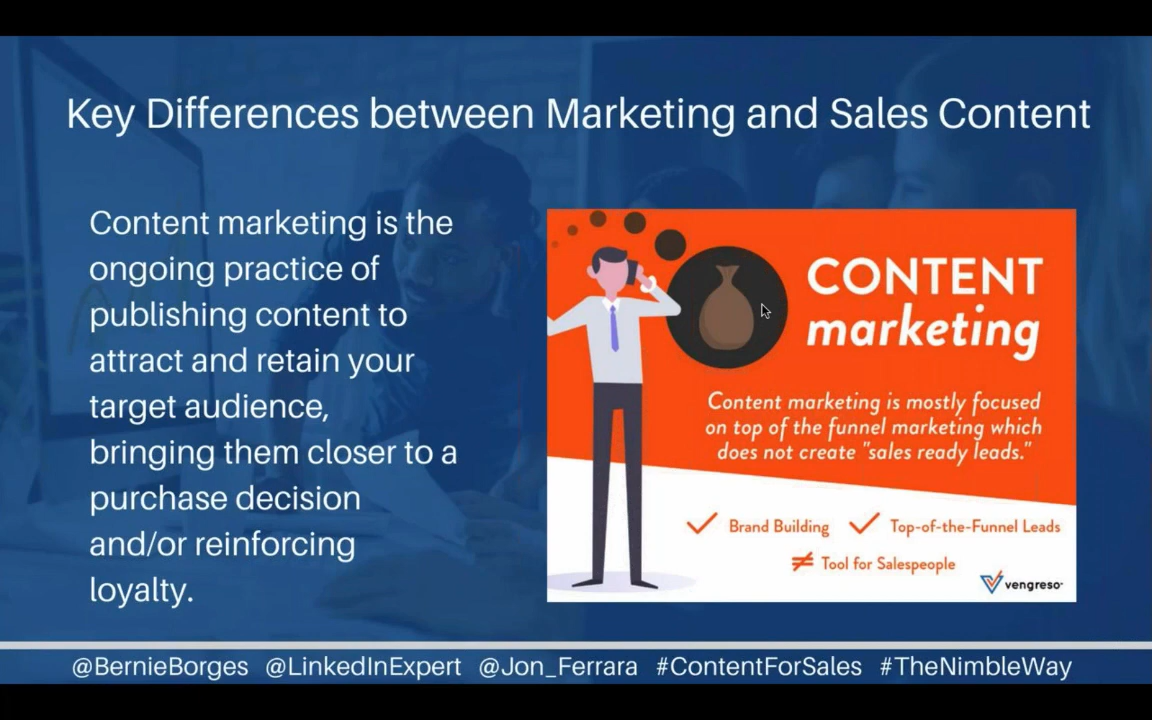 Key Differences between Marketing and Sales Content
Content marketing is the
ongoing practice of
publishing content to
attract and retain your
target audience,
bringing them closer to a
purchase decision
and/or reinforcing
loyalty.
CONTENT
marketing
Content marketing is mostly focused
on top of the funnel marketing which
does not create "sales ready leads."
Brand Building
Top-of-the-Funnel Leads
≠ Tool for Salespeople
vengreso
@BernieBorges @LinkedInExpert @Jon_Ferrara #ContentForSales #TheNimbleWay